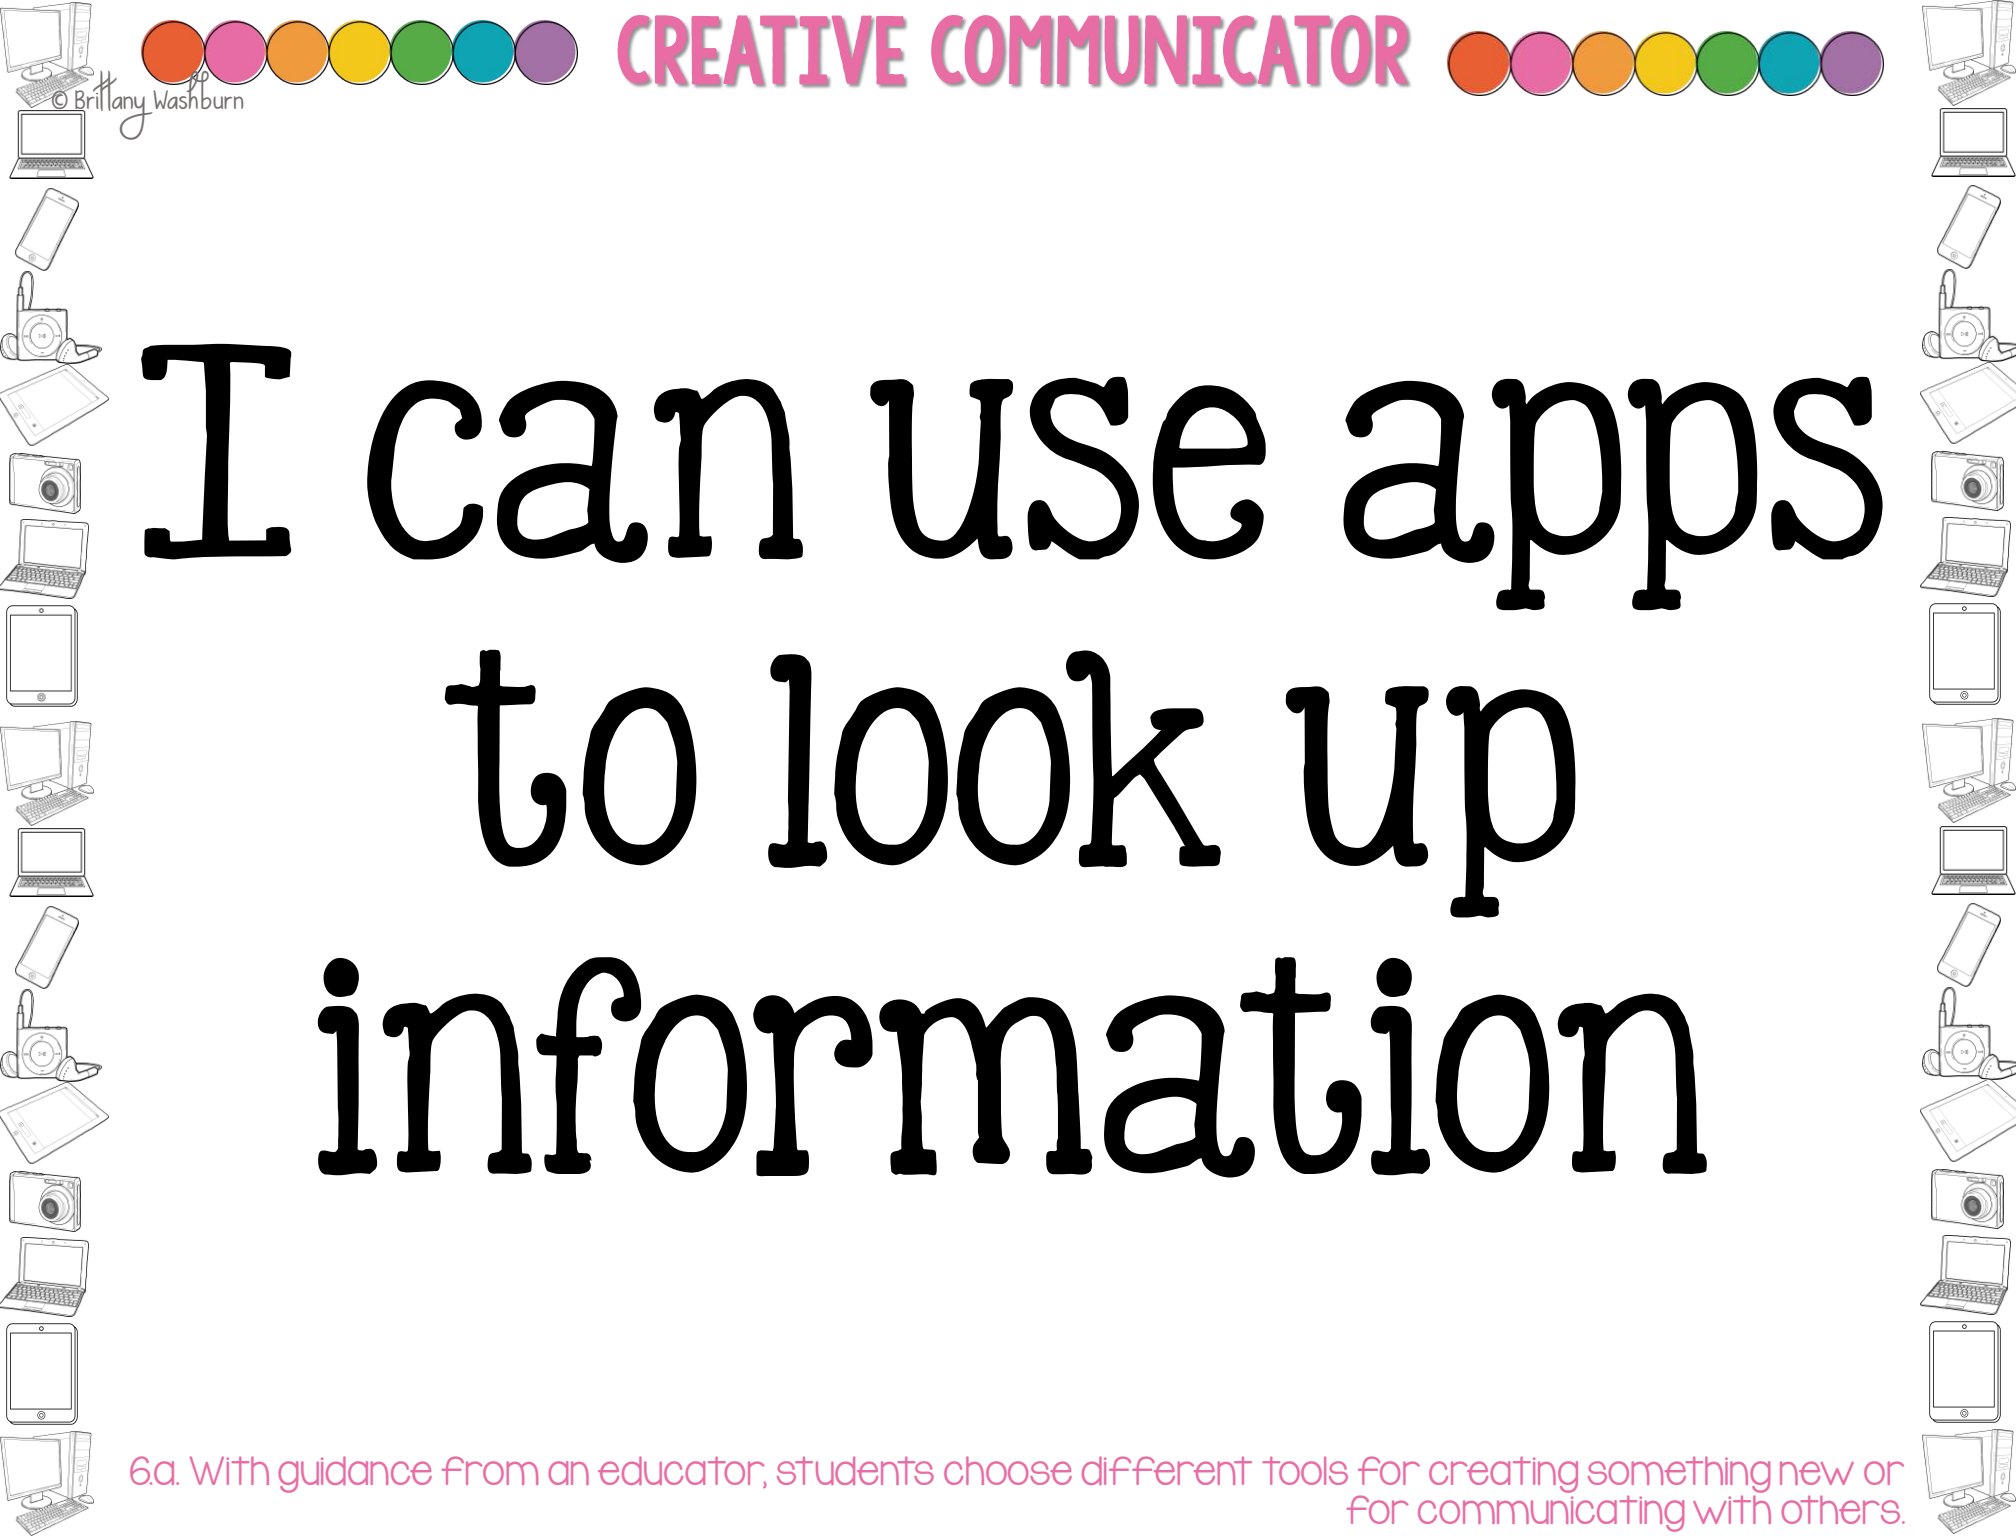 CREATIVE COMMUNICATOR
© Brittany Washburn
I can use apps
to look up
information
6.a. With guidance from an educator, students choose different tools for creating something new or
for communicating with others.